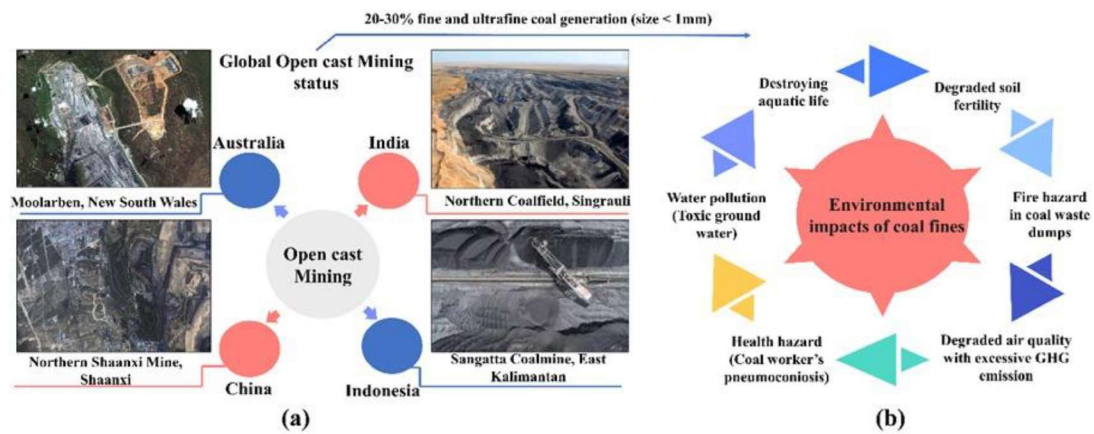 20-30% fine and ultrafine coal generation (size < 1mm)
Global Open cast Mining
status
Australia
India
Moolarben, New South Wales
Northern Coalfield, Singrauli
Open cast
Mining
Northern Shaanxi Mine,
Shaanxi
China
Indonesia
Sangatta Coalmine, East
Kalimantan
(a)
Destroying
aquatic life
Degraded soil
fertility
Water pollution
(Toxic ground
water)
Environmental
impacts of coal fines
Fire hazard
in coal waste
dumps
Health hazard
(Coal worker's
pneumoconiosis)
Degraded air quality
with excessive GHG
emission
(b)